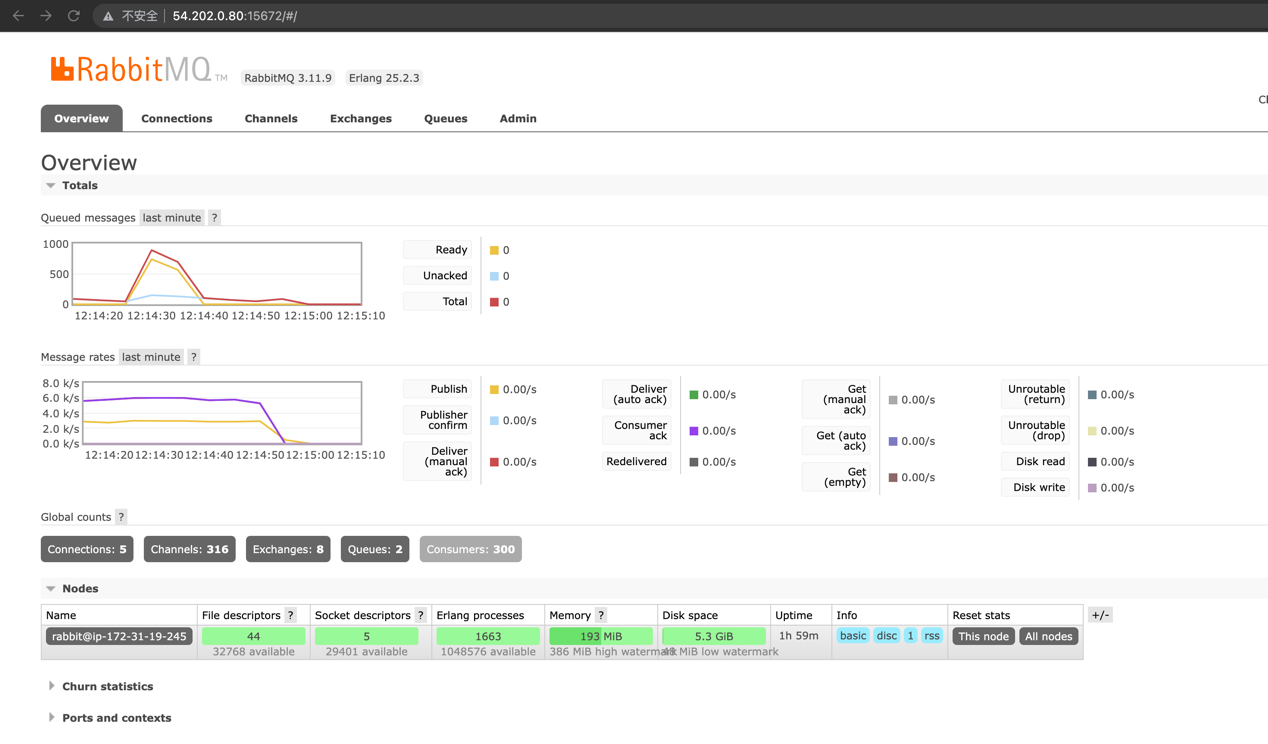 不安全 54.202.0.80:15672/#/
RabbitMQ TM RabbitMQ 3.11.9 Erlang 25.2.3
Cl
Overview Connections Channels Exchanges Queues Admin
Overview
Totals
Queued messages last minute ?
1000
500
0
12:14:20 12:14:30 12:14:40 12:14:50 12:15:00 12:15:10
Ready 0
Unacked 0
Total 0
Message rates last minute ?
8.0 k/s
6.0 k/s
4.0 k/s
2.0 k/s
0.0 k/s
12:14:20 12:14:30 12:14:40 12:14:50 12:15:00 12:15:10
Publish 0.00/s
Publisher
confirm 0.00/s
Deliver
(manual
ack) 0.00/s
Deliver
(auto ack) 0.00/s
Consumer
ack 0.00/s
Redelivered 0.00/s
Get
(manual
ack) 0.00/s
Get (auto
ack) 0.00/s
Get
(empty) 0.00/s
Unroutable
(return) 0.00/s
Unroutable
(drop) 0.00/s
Disk read 0.00/s
Disk write 0.00/s
Global counts ?
Connections: 5 Channels: 316 Exchanges: 8 Queues: 2 Consumers: 300
Nodes
Name File descriptors ? Socket descriptors ? Erlang processes Memory ? Disk space Uptime Info Reset stats +/-
rabbit@ip-172-31-19-245 44 5 1663 193 MiB 5.3 GiB 1h 59m basic disc 1 rss This node All nodes
32768 available 29401 available 1048576 available 386 MiB high watermark 48 MiB low watermark
Churn statistics
Ports and contexts